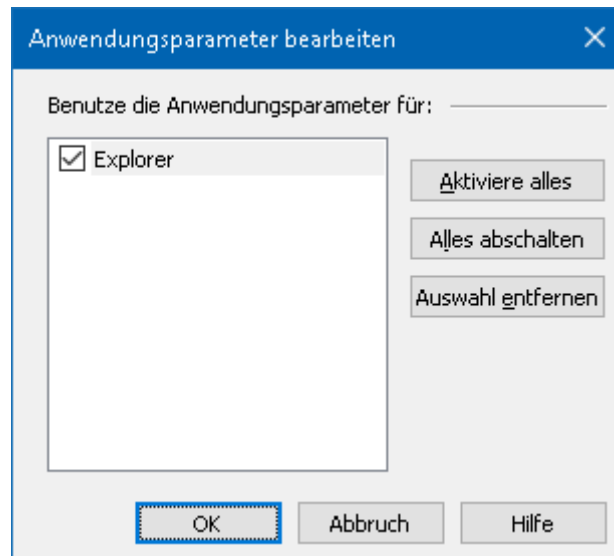 Anwendungsparameter bearbeiten
Benutze die Anwendungsparameter für:
Explorer
Aktiviere alles
Alles abschalten
Auswahl entfernen
OK
Abbruch
Hilfe